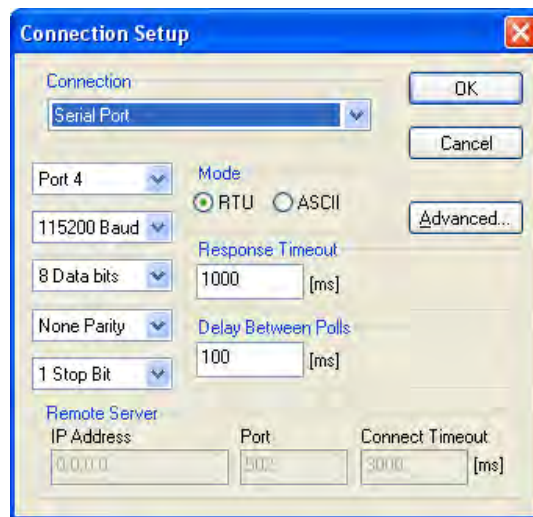 Connection Setup
Connection
OK
Serial Port
Cancel
Port 4
Mode
RTU ASCII
Advanced...
115200 Baud
Response Timeout
8 Data bits
1000 [ms]
None Parity
Delay Between Polls
100 [ms]
1 Stop Bit
Remote Server
IP Address Port Connect Timeout
0.0.0.0 502 3000 [ms]